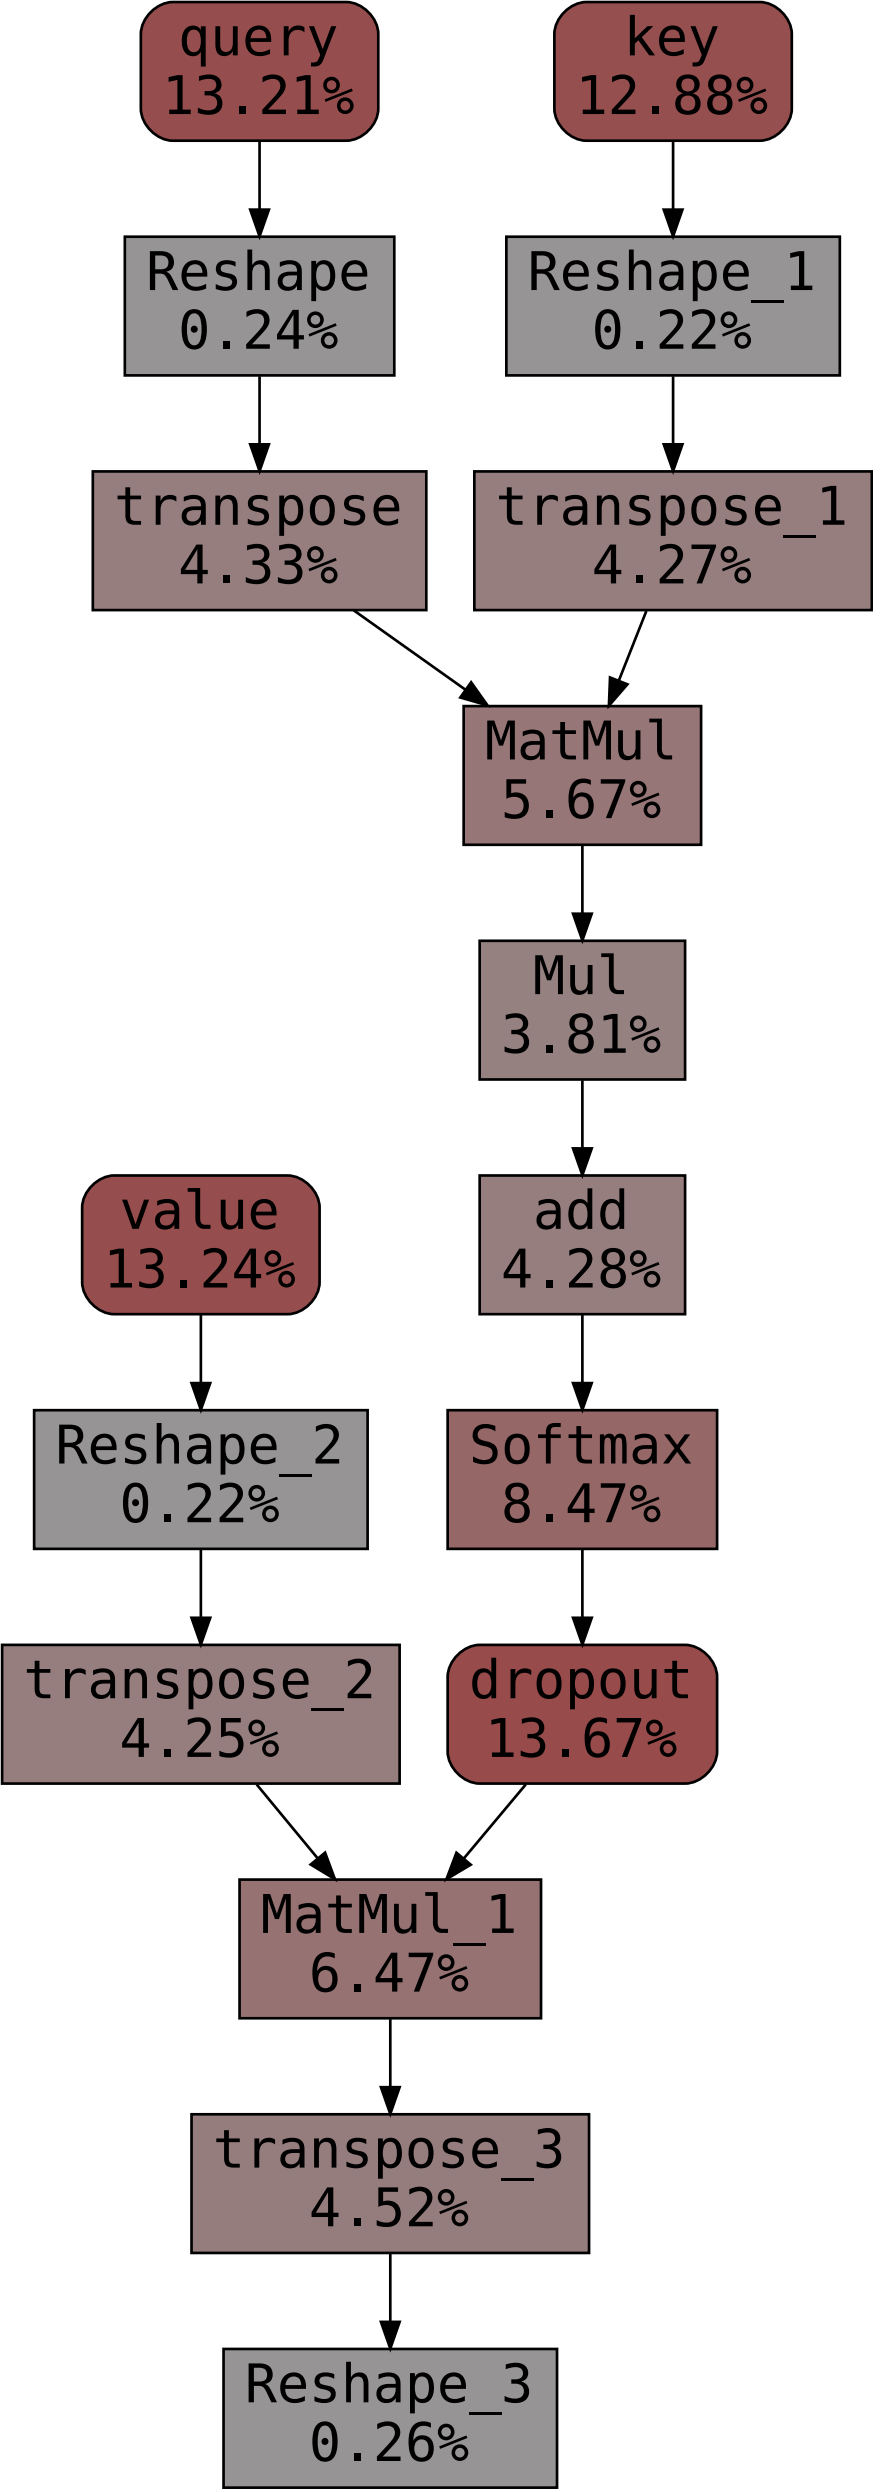 query
13.21%
key
12.88%
Reshape
0.24%
Reshape_1
0.22%
transpose
4.33%
transpose_1
4.27%
MatMul
5.67%
Mul
3.81%
value
13.24%
add
4.28%
Reshape_2
0.22%
Softmax
8.47%
transpose_2
4.25%
dropout
13.67%
MatMul_1
6.47%
transpose_3
4.52%
Reshape_3
0.26%